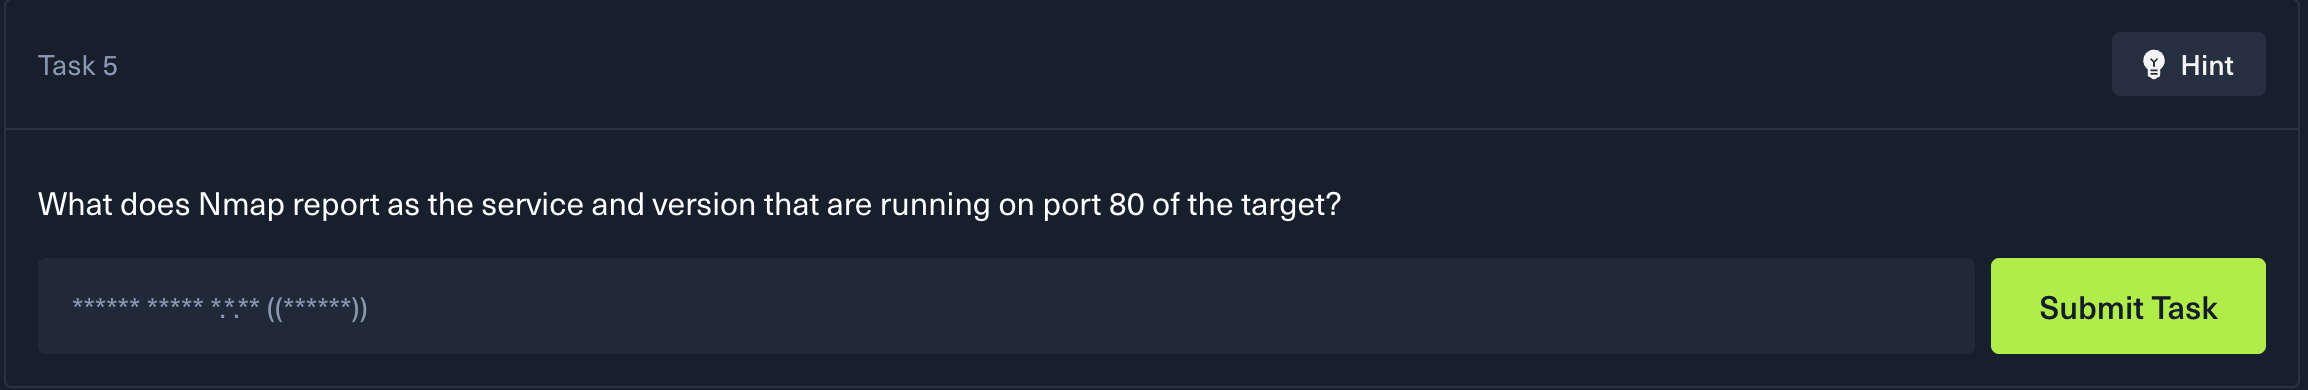 Task 5
Hint
What does Nmap report as the service and version that are running on port 80 of the target?
****** ***** *.*.** ((******))
Submit Task